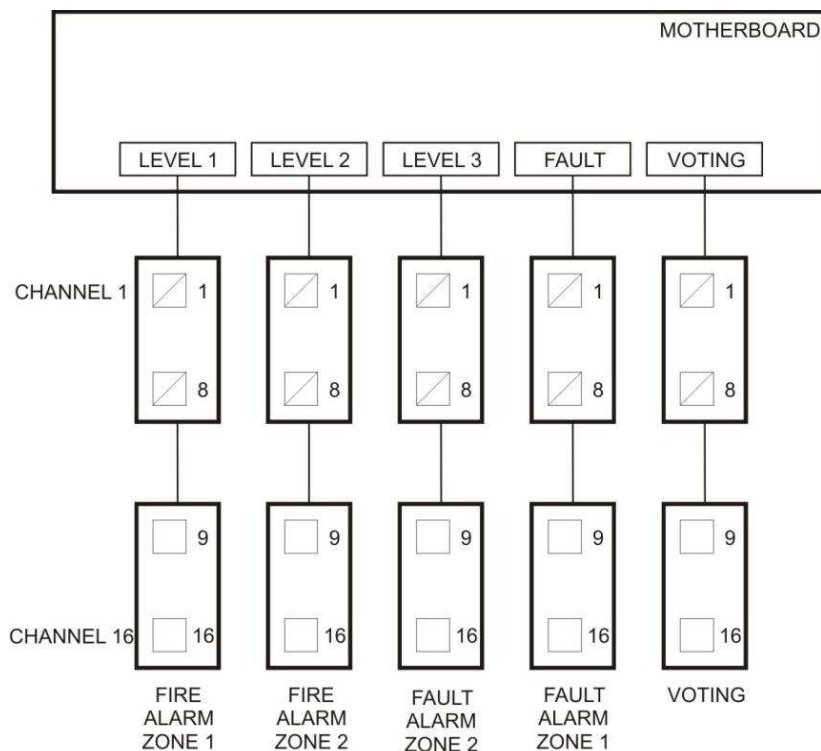 MOTHERBOARD
LEVEL 1 LEVEL 2 LEVEL 3 FAULT VOTING
CHANNEL 1 1 1 1 1 1
8 8 8 8 8
9 9 9 9 9
CHANNEL 16 16 16 16 16 16
FIRE FIRE FAULT FAULT VOTING
ALARM ALARM ALARM ALARM
ZONE 1 ZONE 2 ZONE 2 ZONE 1